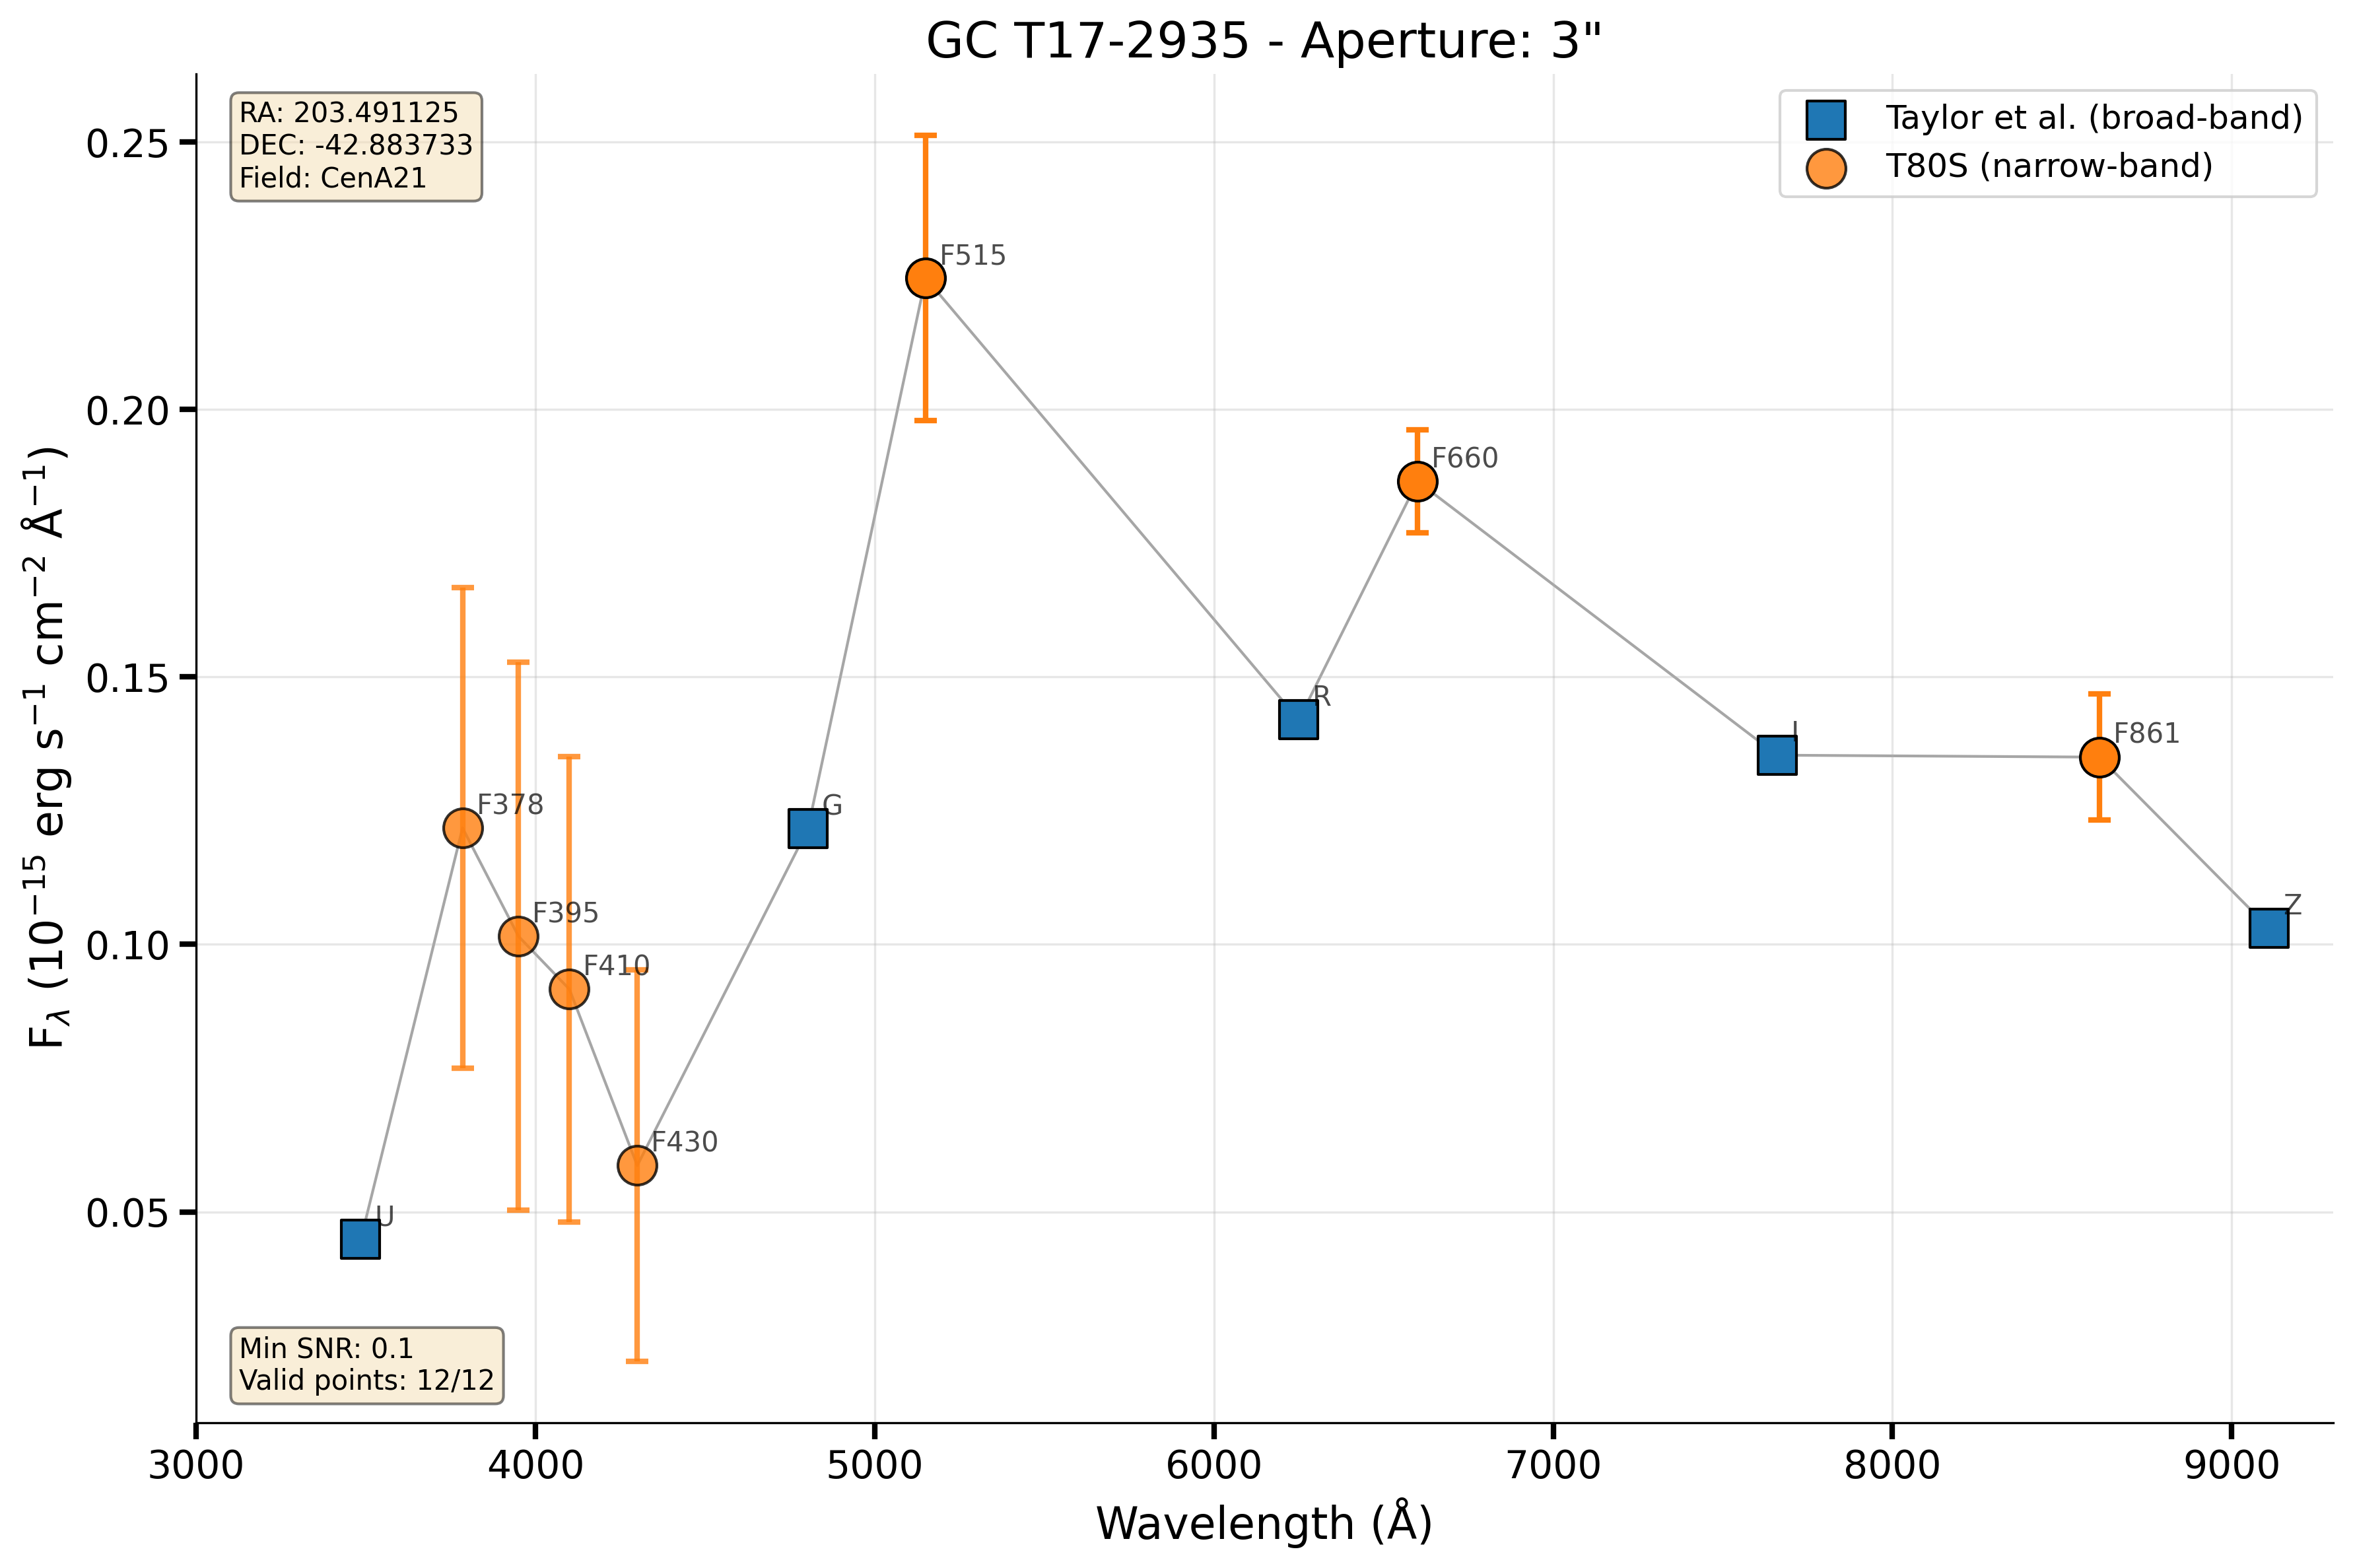 GC T17-2935 - Aperture: 3"
RA: 203.491125
DEC: -42.883733
Field: CenA21
Taylor et al. (broad-band)
T80S (narrow-band)
0.25
0.20
0.15
0.10
0.05
F515
F660
R
I
F861
F378
G
F395
Z
F410
F430
U
Min SNR: 0.1
Valid points: 12/12
3000 4000 5000 6000 7000 8000 9000
Wavelength (Å)
Fλ (10⁻¹⁵ erg s⁻¹ cm⁻² Å⁻¹)